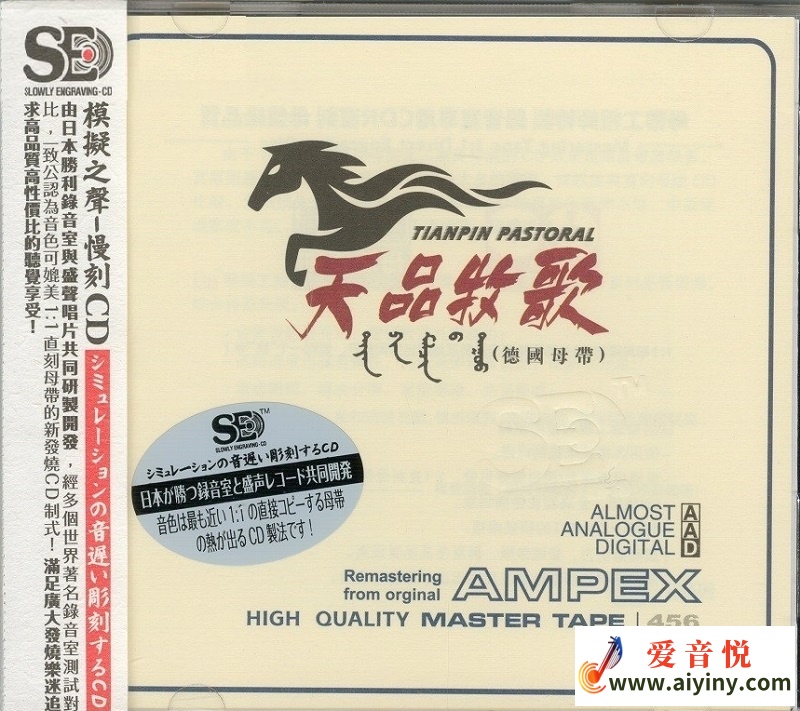 SE
SLOWLY ENGRAVING-CD
模擬之聲-慢刻CD
シミュレーションの音遅い彫刻するCD
由日本勝利錄音室與盛聲唱片共同研製開發，經多個世界著名錄音室測試對
比，一致公認為音色可媲美1:1直刻母帶的新發燒CD制式！滿足廣大發燒樂迷追
求高品質高性價比的聽覺享受！
TIANPIN PASTORAL
天品牧歌
(德國母帶)
SE TM
SLOWLY ENGRAVING-CD
シミュレーションの音遅い彫刻するCD
日本が勝つ録音室と盛声レコード共同開発
音色は最も近い1:1の直接コピーする母帯
の熱が出るCD製法です！
ALMOST A
ANALOGUE A
DIGITAL D
Remastering
from orginal AMPEX
HIGH QUALITY MASTER TAPE | 456
爱音悦
www.aiyiny.com